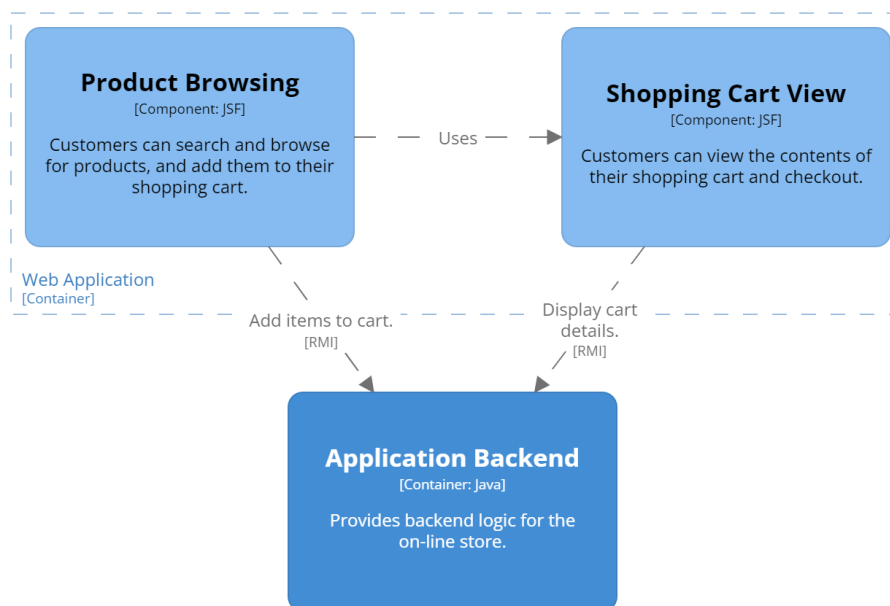 Product Browsing
[Component: JSF]
Customers can search and browse
for products, and add them to their
shopping cart.
Uses
Shopping Cart View
[Component: JSF]
Customers can view the contents of
their shopping cart and checkout.
Web Application
[Container]
Add items to cart.
[RMI]
Display cart
details.
[RMI]
Application Backend
[Container: Java]
Provides backend logic for the
on-line store.